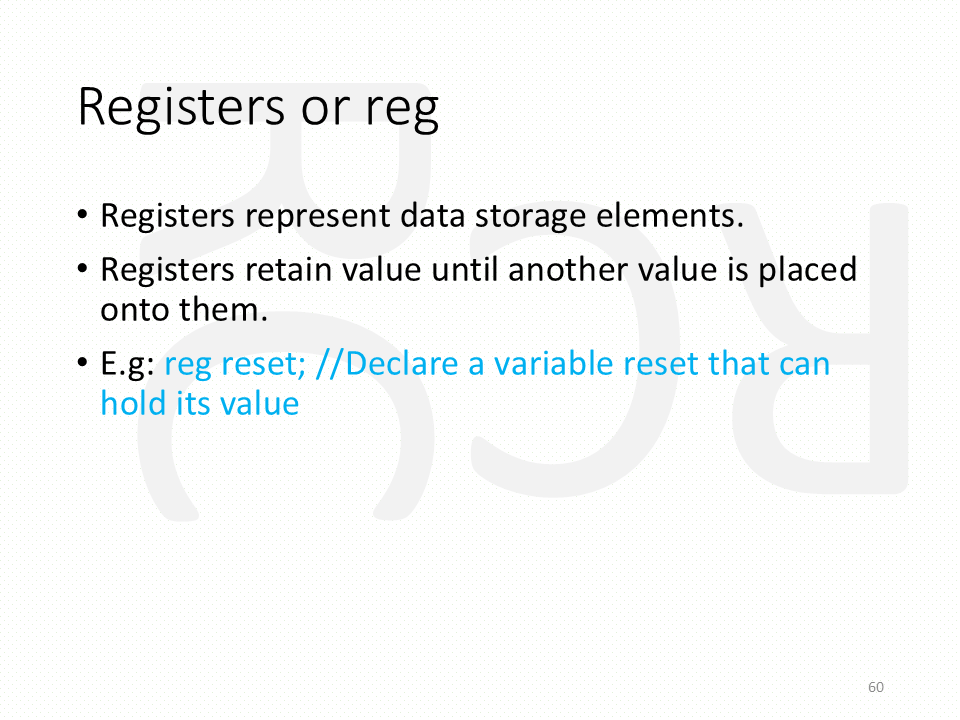 Registers or reg
• Registers represent data storage elements.
• Registers retain value until another value is placed
onto them.
• E.g: reg reset; //Declare a variable reset that can
hold its value
60